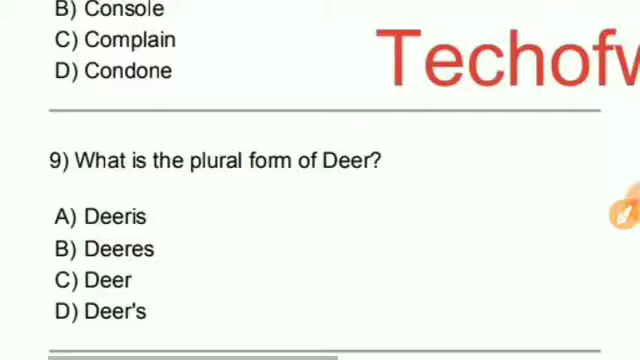 B) Console
C) Complain
D) Condone
Techofw
9) What is the plural form of Deer?
A) Deeris
B) Deeres
C) Deer
D) Deer's